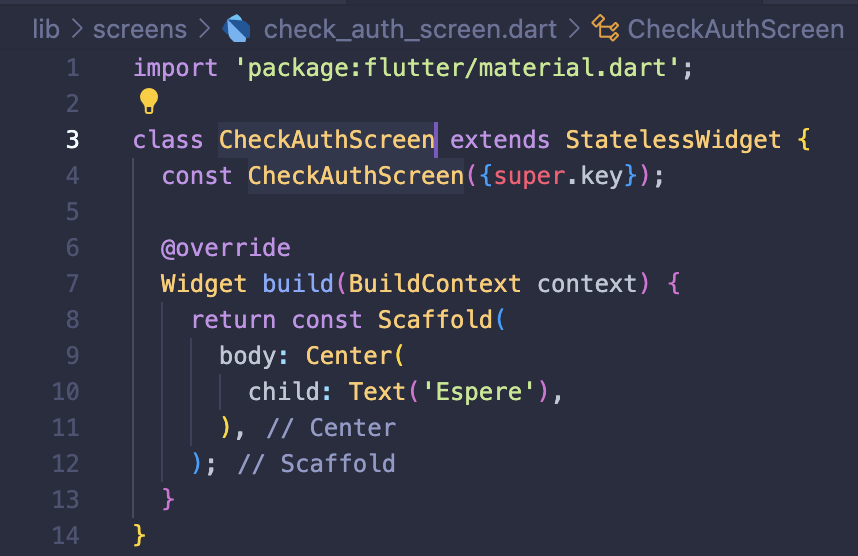 lib > screens > check_auth_screen.dart > CheckAuthScreen
1 import 'package:flutter/material.dart';
2
3 class CheckAuthScreen extends StatelessWidget {
4   const CheckAuthScreen({super.key});
5
6   @override
7   Widget build(BuildContext context) {
8     return const Scaffold(
9       body: Center(
10         child: Text('Espere'),
11       ), // Center
12     ); // Scaffold
13   }
14 }